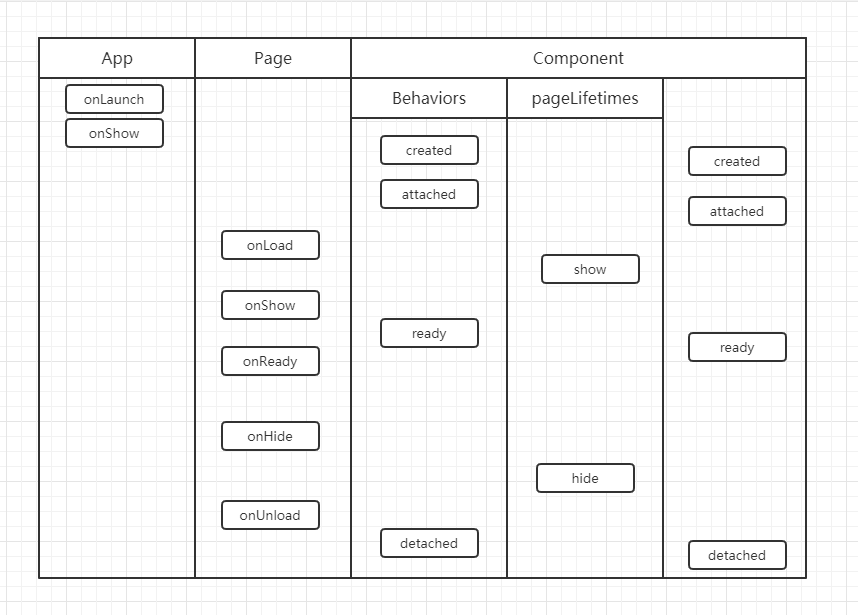 App
Page
Component
Behaviors
pageLifetimes
onLaunch
onShow
created
created
attached
attached
onLoad
show
onShow
ready
ready
onReady
onHide
hide
onUnload
detached
detached